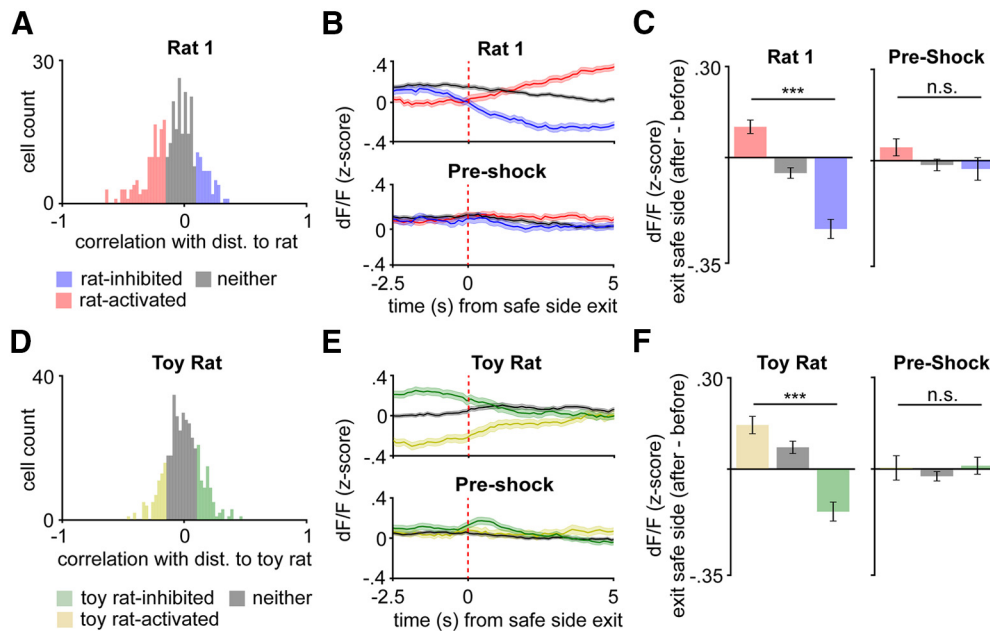 A
Rat 1
30
cell count
0
-1
0
1
correlation with dist. to rat
rat-inhibited
neither
rat-activated
B
Rat 1
.4
0
-.4
Pre-shock
.4
0
-.4
dF/F (z-score)
-2.5
0
5
time (s) from safe side exit
C
Rat 1
Pre-Shock
.30
***
n.s.
-.35
dF/F (z-score)
exit safe side (after - before)
D
Toy Rat
40
cell count
0
-1
0
1
correlation with dist. to toy rat
toy rat-inhibited
neither
toy rat-activated
E
Toy Rat
.4
0
-.4
Pre-shock
.4
0
-.4
dF/F (z-score)
-2.5
0
5
time (s) from safe side exit
F
Toy Rat
Pre-Shock
.30
***
n.s.
-.35
dF/F (z-score)
exit safe side (after - before)